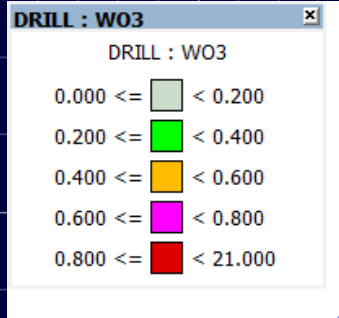 DRILL : WO3
DRILL : WO3
0.000 <= < 0.200
0.200 <= < 0.400
0.400 <= < 0.600
0.600 <= < 0.800
0.800 <= < 21.000